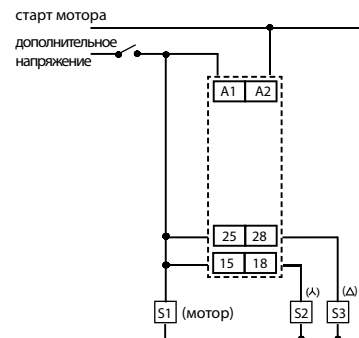 старт мотора
дополнительное
напряжение
A1 A2
25 28
15 18
(⅄) (△)
S1 (мотор) S2 S3